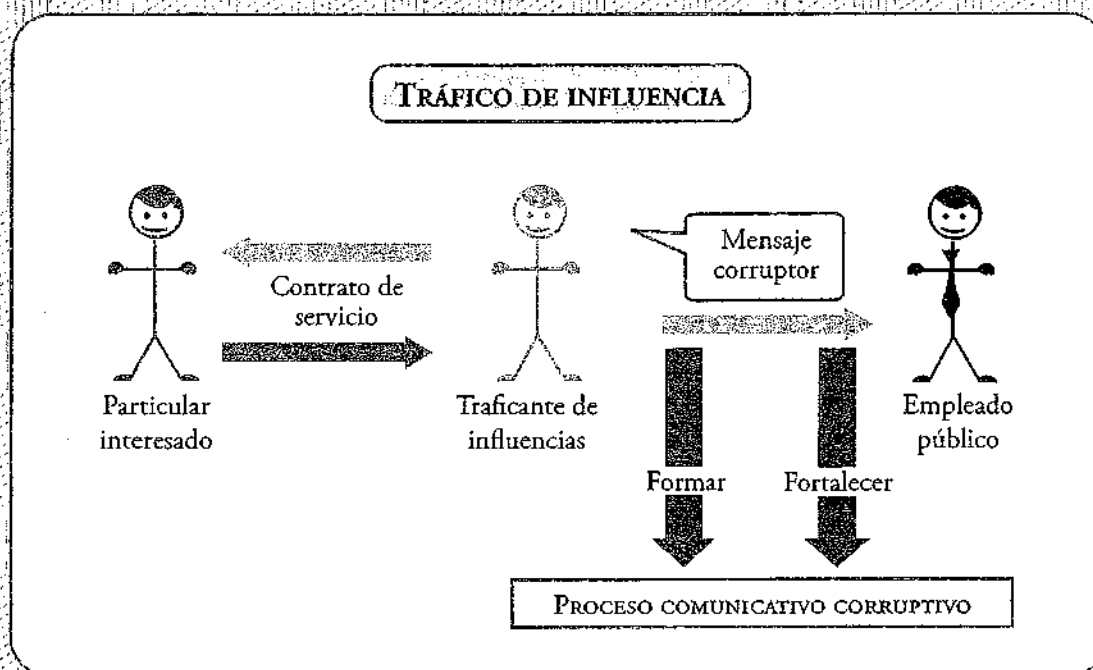 TRÁFICO DE INFLUENCIA
Mensaje
corruptor
Contrato de
servicio
Particular
interesado
Traficante de
influencias
Empleado
público
Formar
Fortalecer
PROCESO COMUNICATIVO CORRUPTIVO